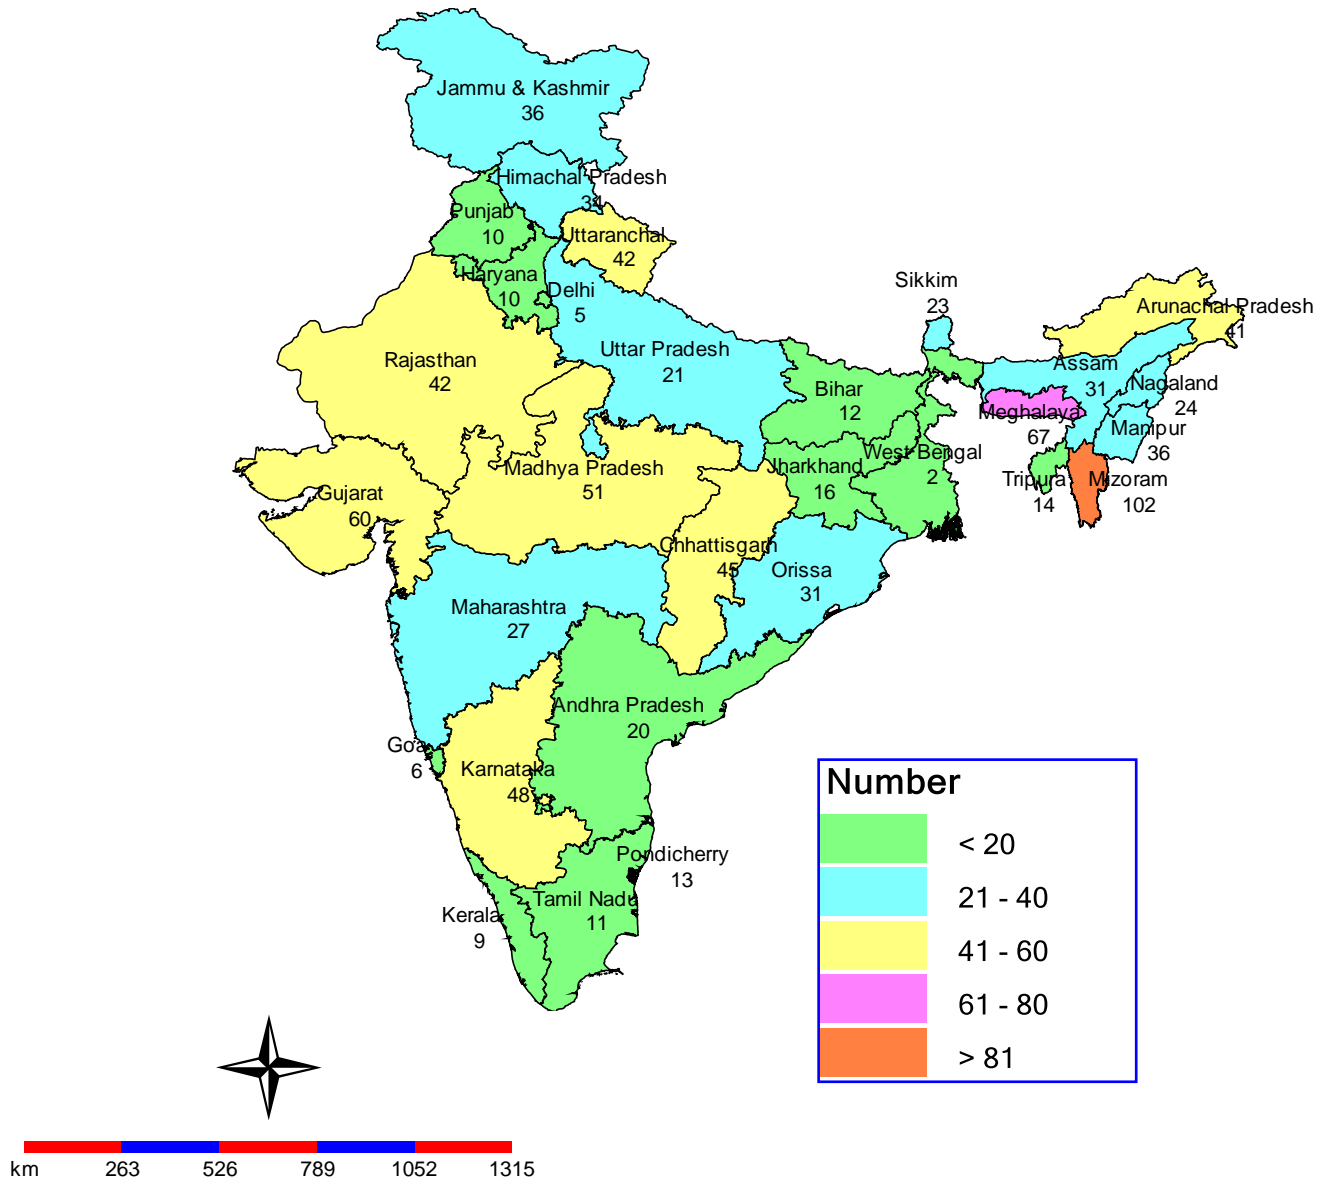 Jammu & Kashmir
36
Himachal Pradesh
34
Punjab
10
Uttaranchal
42
Haryana
10
Delhi
5
Sikkim
23
Arunachal Pradesh
41
Rajasthan
42
Uttar Pradesh
21
Bihar
12
Assam
31
Nagaland
24
Meghalaya
67
Manipur
36
Gujarat
60
Madhya Pradesh
51
Jharkhand
16
West Bengal
2
Tripura
14
Mizoram
102
Chhattisgarh
45
Orissa
31
Maharashtra
27
Andhra Pradesh
20
Goa
6
Karnataka
48
Pondicherry
13
Kerala
9
Tamil Nadu
11
Number
< 20
21 - 40
41 - 60
61 - 80
> 81
km 263 526 789 1052 1315